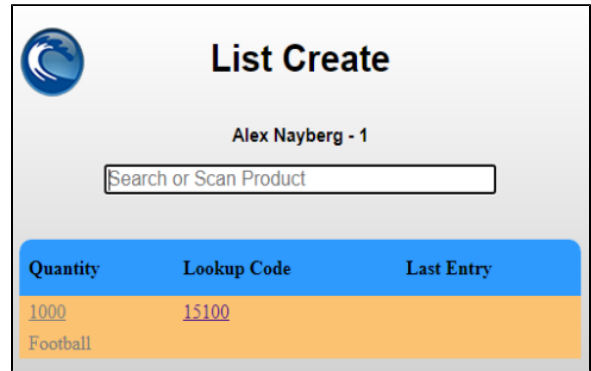 List Create
Alex Nayberg - 1
Search or Scan Product
Quantity Lookup Code Last Entry
1000 15100
Football